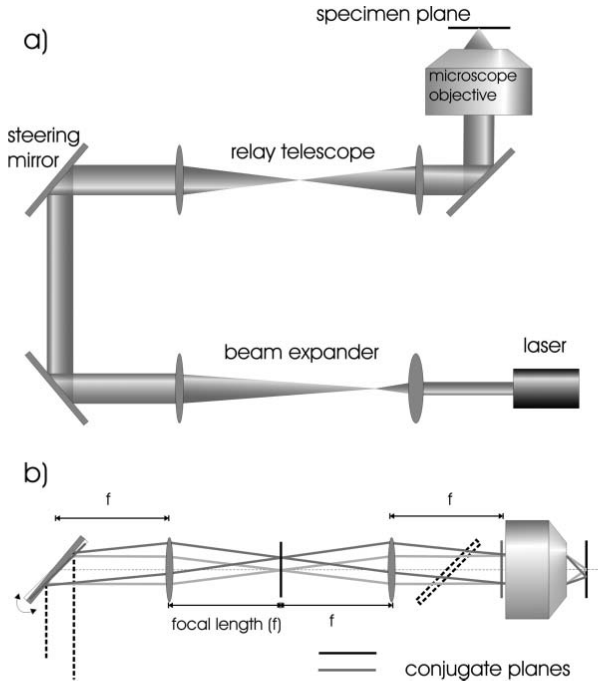 a)
specimen plane
microscope
objective
steering
mirror
relay telescope
beam expander
laser
b)
f
f
focal length (f)
f
conjugate planes